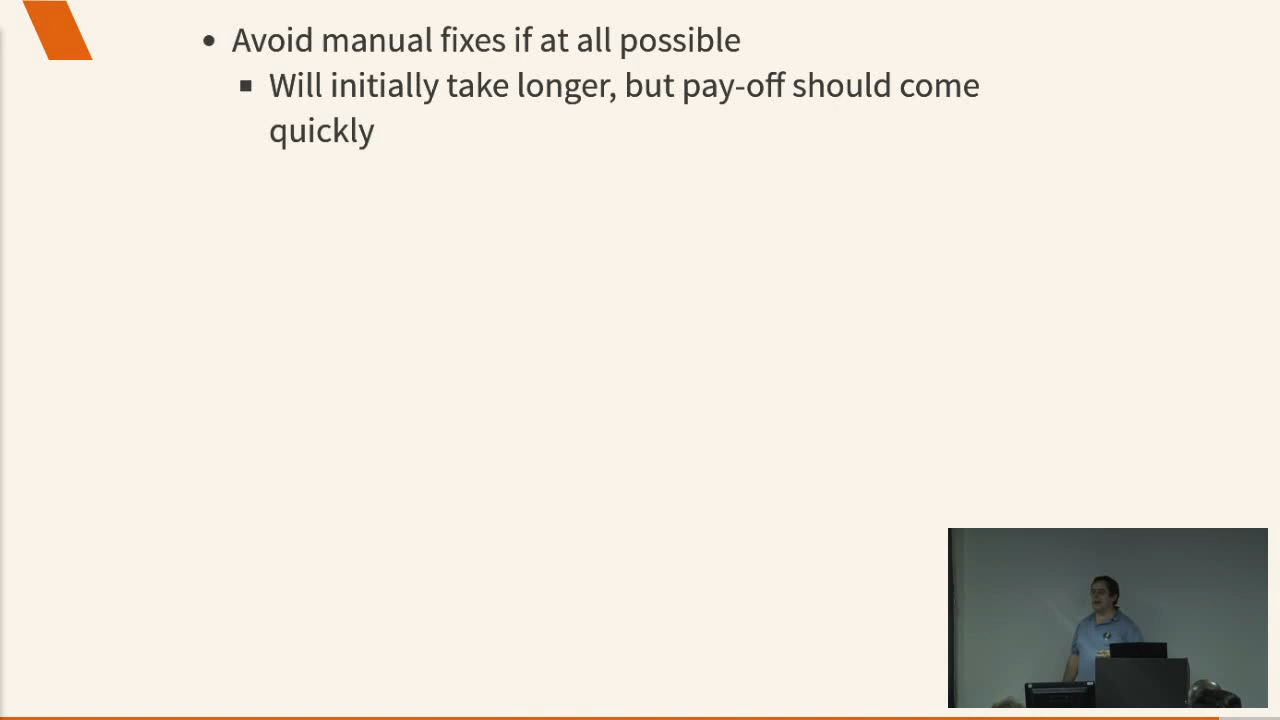 • Avoid manual fixes if at all possible
▪ Will initially take longer, but pay-off should come
quickly